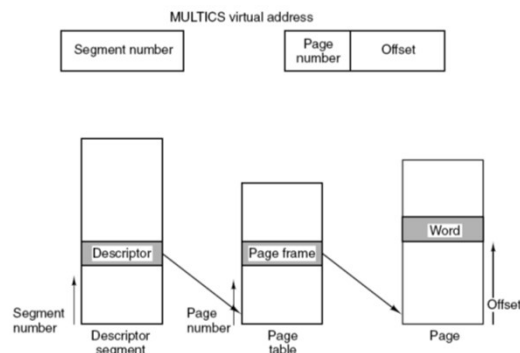 MULTICS virtual address
Segment number
Page
number
Offset
Descriptor
Page frame
Word
Segment
number
Page
number
Offset
Descriptor
segment
Page
table
Page